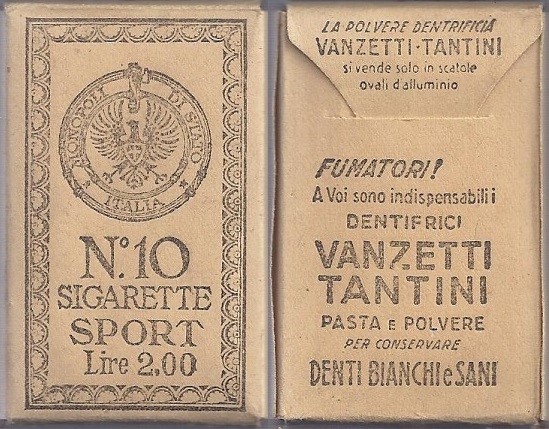 MONOPOLI DI STATO
ITALIA
N.º 10
SIGARETTE
SPORT
Lire 2,00
LA POLVERE DENTRIFICIA
VANZETTI-TANTINI
si vende solo in scatole
ovali d'alluminio
FUMATORI!
A Voi sono indispensabili i
DENTIFRICI
VANZETTI
TANTINI
PASTA E POLVERE
PER CONSERVARE
DENTI BIANCHI e SANI